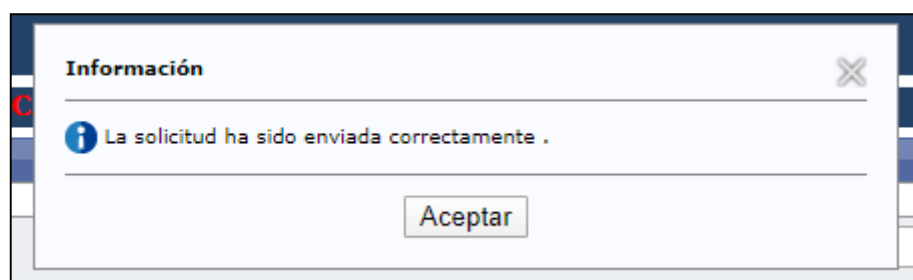 Información
C
La solicitud ha sido enviada correctamente .
Aceptar